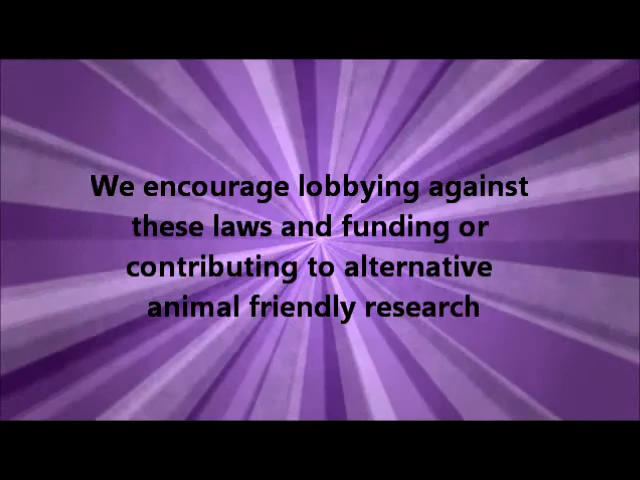 We encourage lobbying against
these laws and funding or
contributing to alternative
animal friendly research